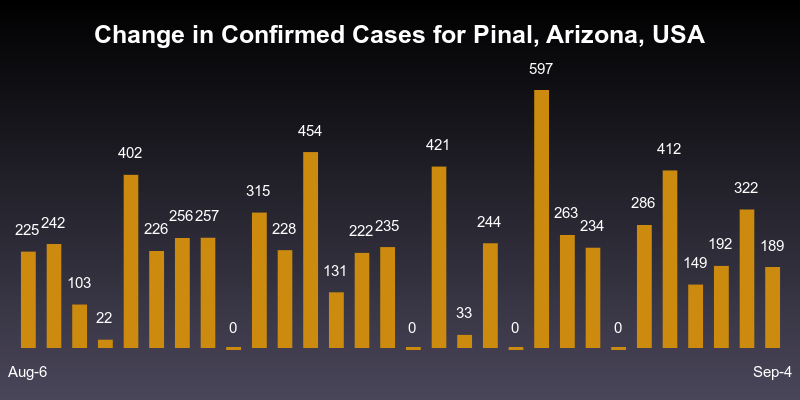 Change in Confirmed Cases for Pinal, Arizona, USA
225 242 103 22 402 226 256 257 0 315 228 454 131 222 235 0 421 33 244 0 597 263 234 0 286 412 149 192 322 189
Aug-6 Sep-4